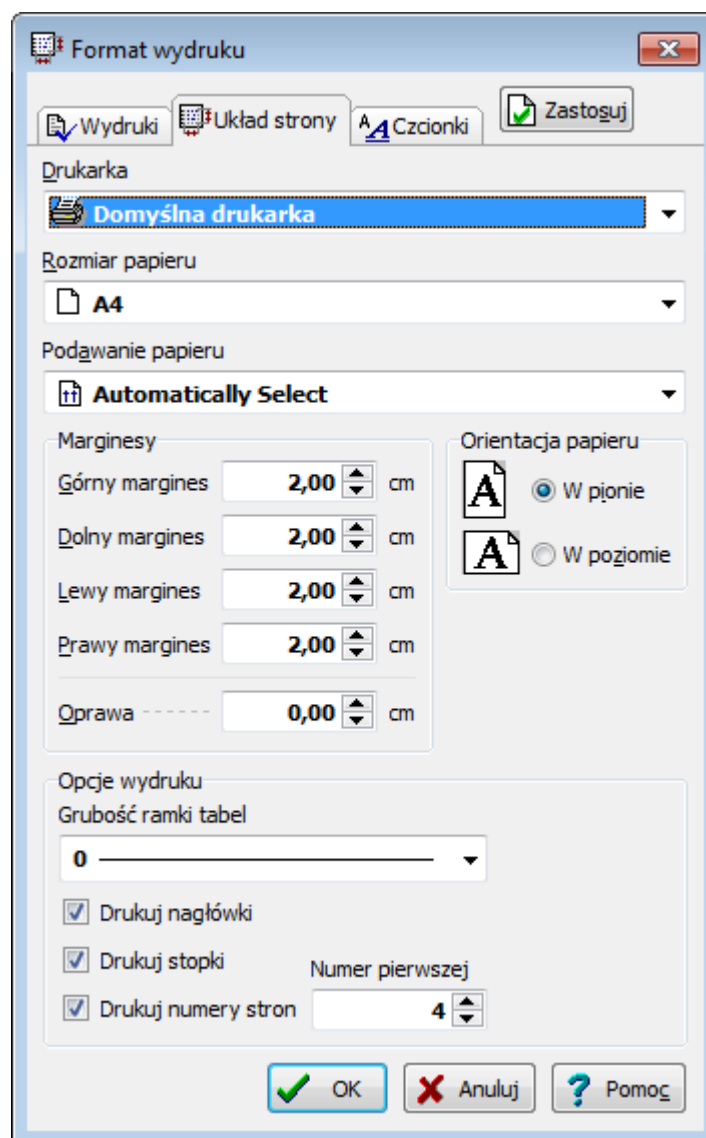 Format wydruku
Wydruki Układ strony Czcionki Zastosuj
Drukarka
Domyślna drukarka
Rozmiar papieru
A4
Podawanie papieru
Automatically Select
Marginesy
Górny margines 2,00 cm
Dolny margines 2,00 cm
Lewy margines 2,00 cm
Prawy margines 2,00 cm
Oprawa 0,00 cm
Orientacja papieru
W pionie
W poziomie
Opcje wydruku
Grubość ramki tabel
0
Drukuj nagłówki
Drukuj stopki
Numer pierwszej
Drukuj numery stron 4
OK Anuluj Pomoc